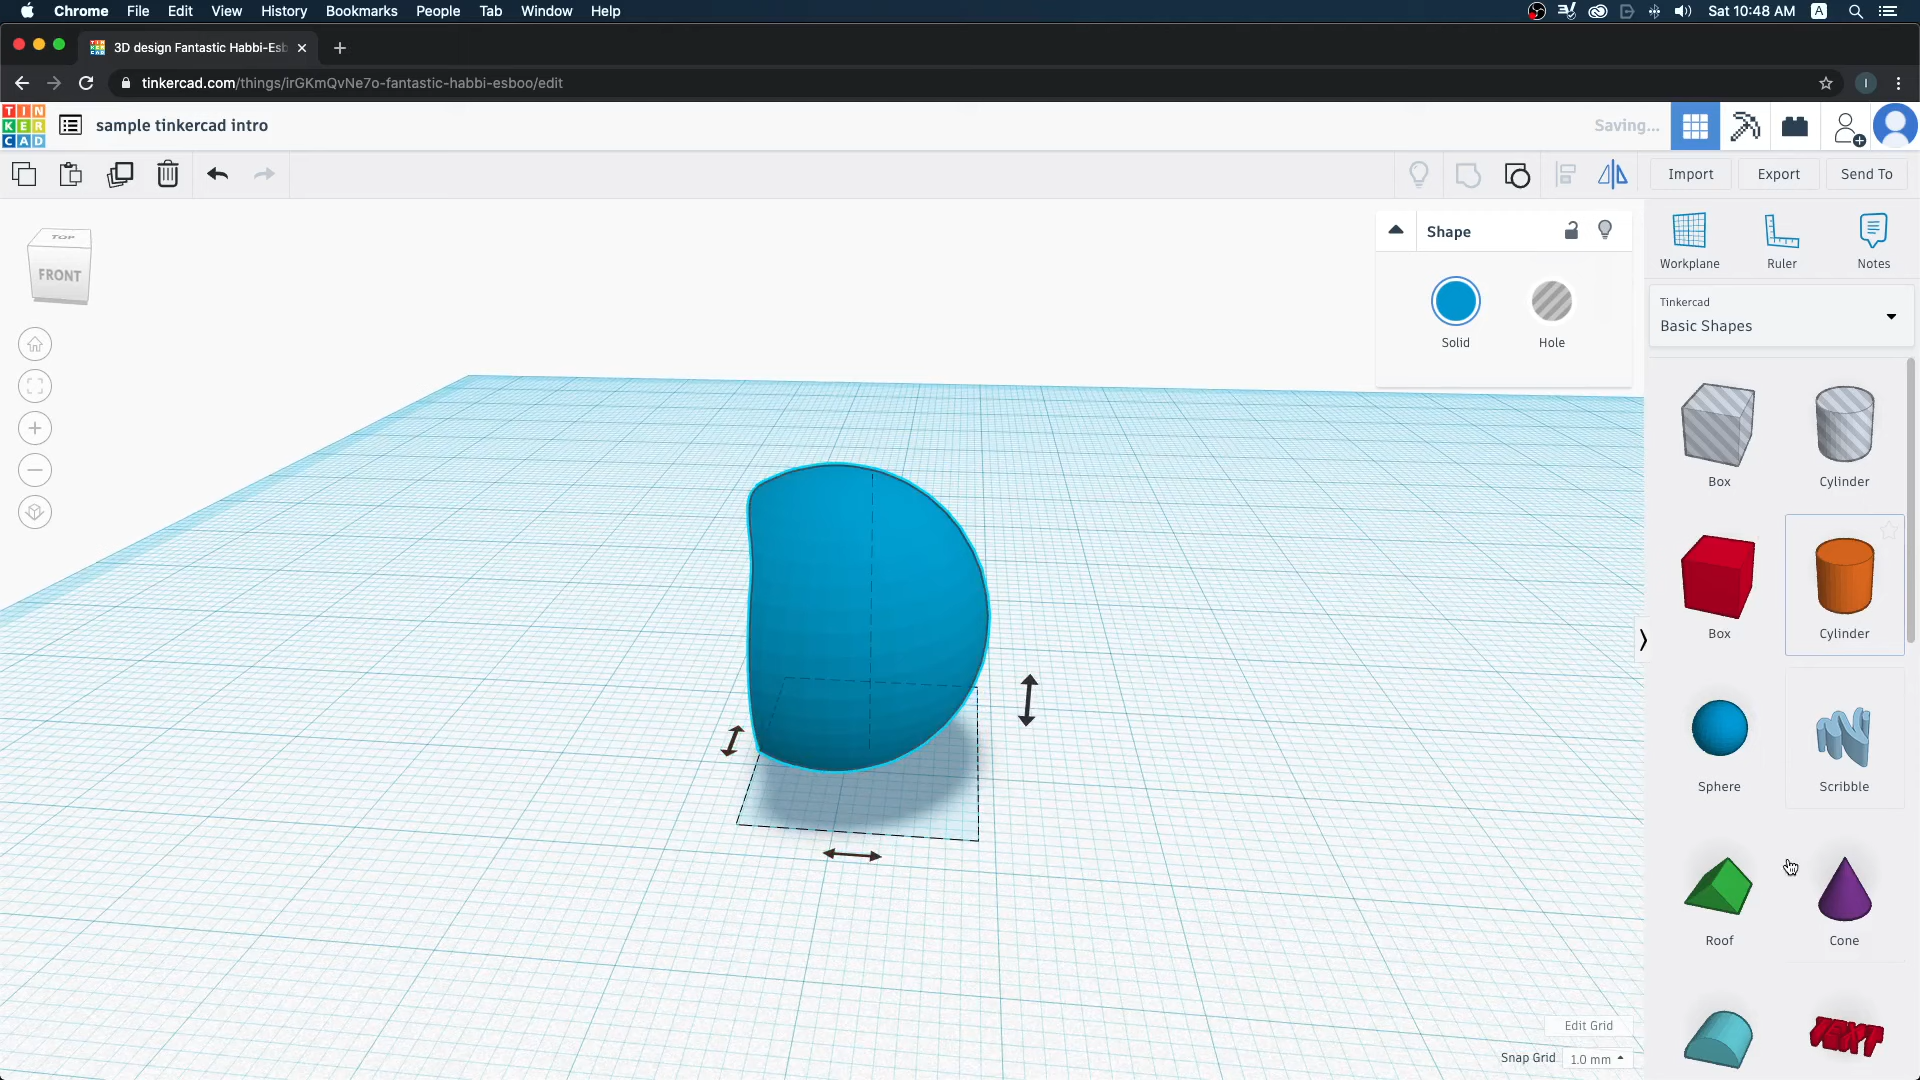 Chrome File Edit View History Bookmarks People Tab Window Help
Sat 10:48 AM A
3D design Fantastic Habbi-Esb
tinkercad.com/things/irGKmQvNe7o-fantastic-habbi-esboo/edit
I
TIN
KER
CAD
sample tinkercad intro
Saving...
Import Export Send To
TOP
FRONT
Shape
Solid Hole
Workplane Ruler Notes
Tinkercad
Basic Shapes
Box Cylinder
Box Cylinder
Sphere Scribble
Roof Cone
TEXT
Edit Grid
Snap Grid 1.0 mm